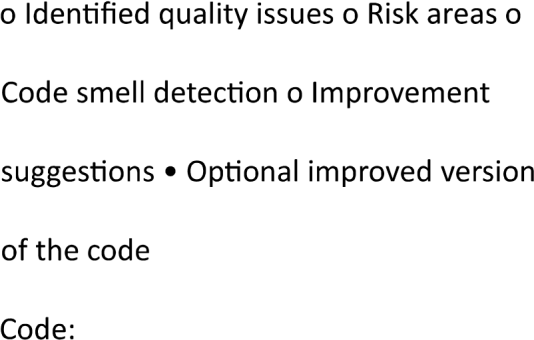 o Identified quality issues o Risk areas o
Code smell detection o Improvement
suggestions • Optional improved version
of the code
Code: